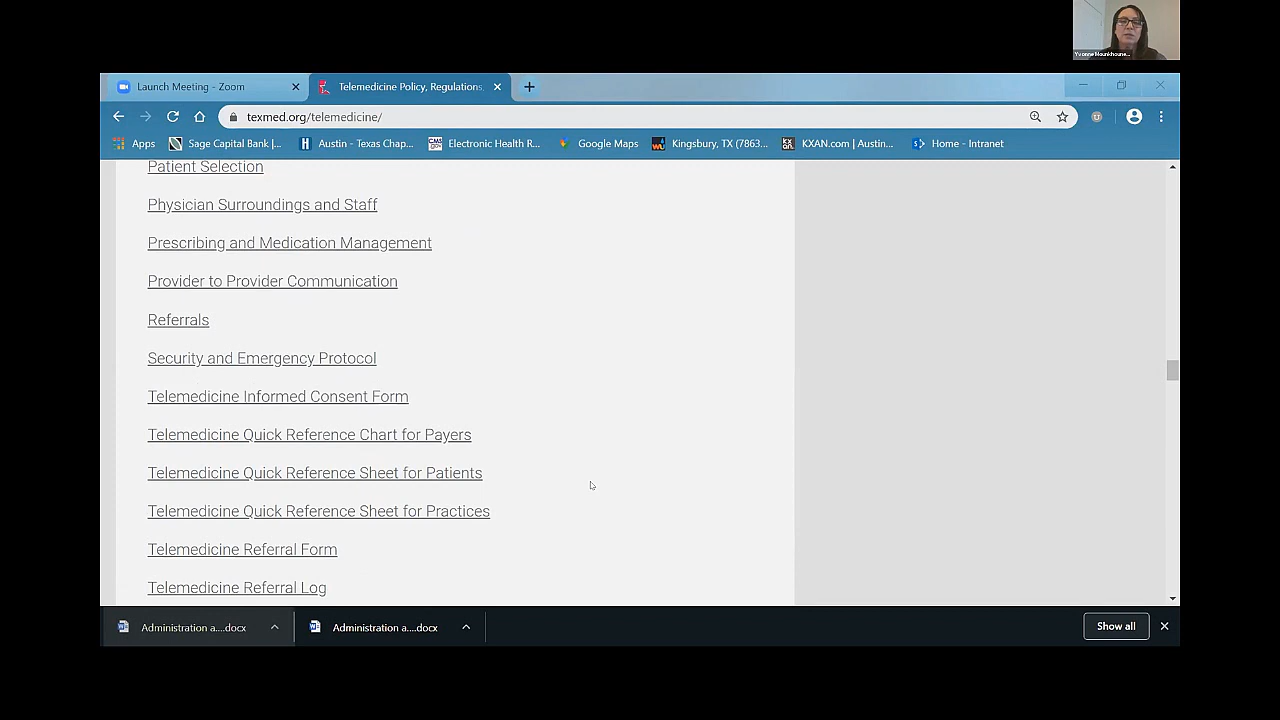 Yvonne Mounkhoune...
Launch Meeting - Zoom
Telemedicine Policy, Regulations,
texmed.org/telemedicine/
Apps
Sage Capital Bank |...
Austin - Texas Chap...
Electronic Health R...
Google Maps
Kingsbury, TX (7863...
KXAN.com | Austin...
Home - Intranet
Patient Selection
Physician Surroundings and Staff
Prescribing and Medication Management
Provider to Provider Communication
Referrals
Security and Emergency Protocol
Telemedicine Informed Consent Form
Telemedicine Quick Reference Chart for Payers
Telemedicine Quick Reference Sheet for Patients
Telemedicine Quick Reference Sheet for Practices
Telemedicine Referral Form
Telemedicine Referral Log
Administration a....docx
Administration a....docx
Show all